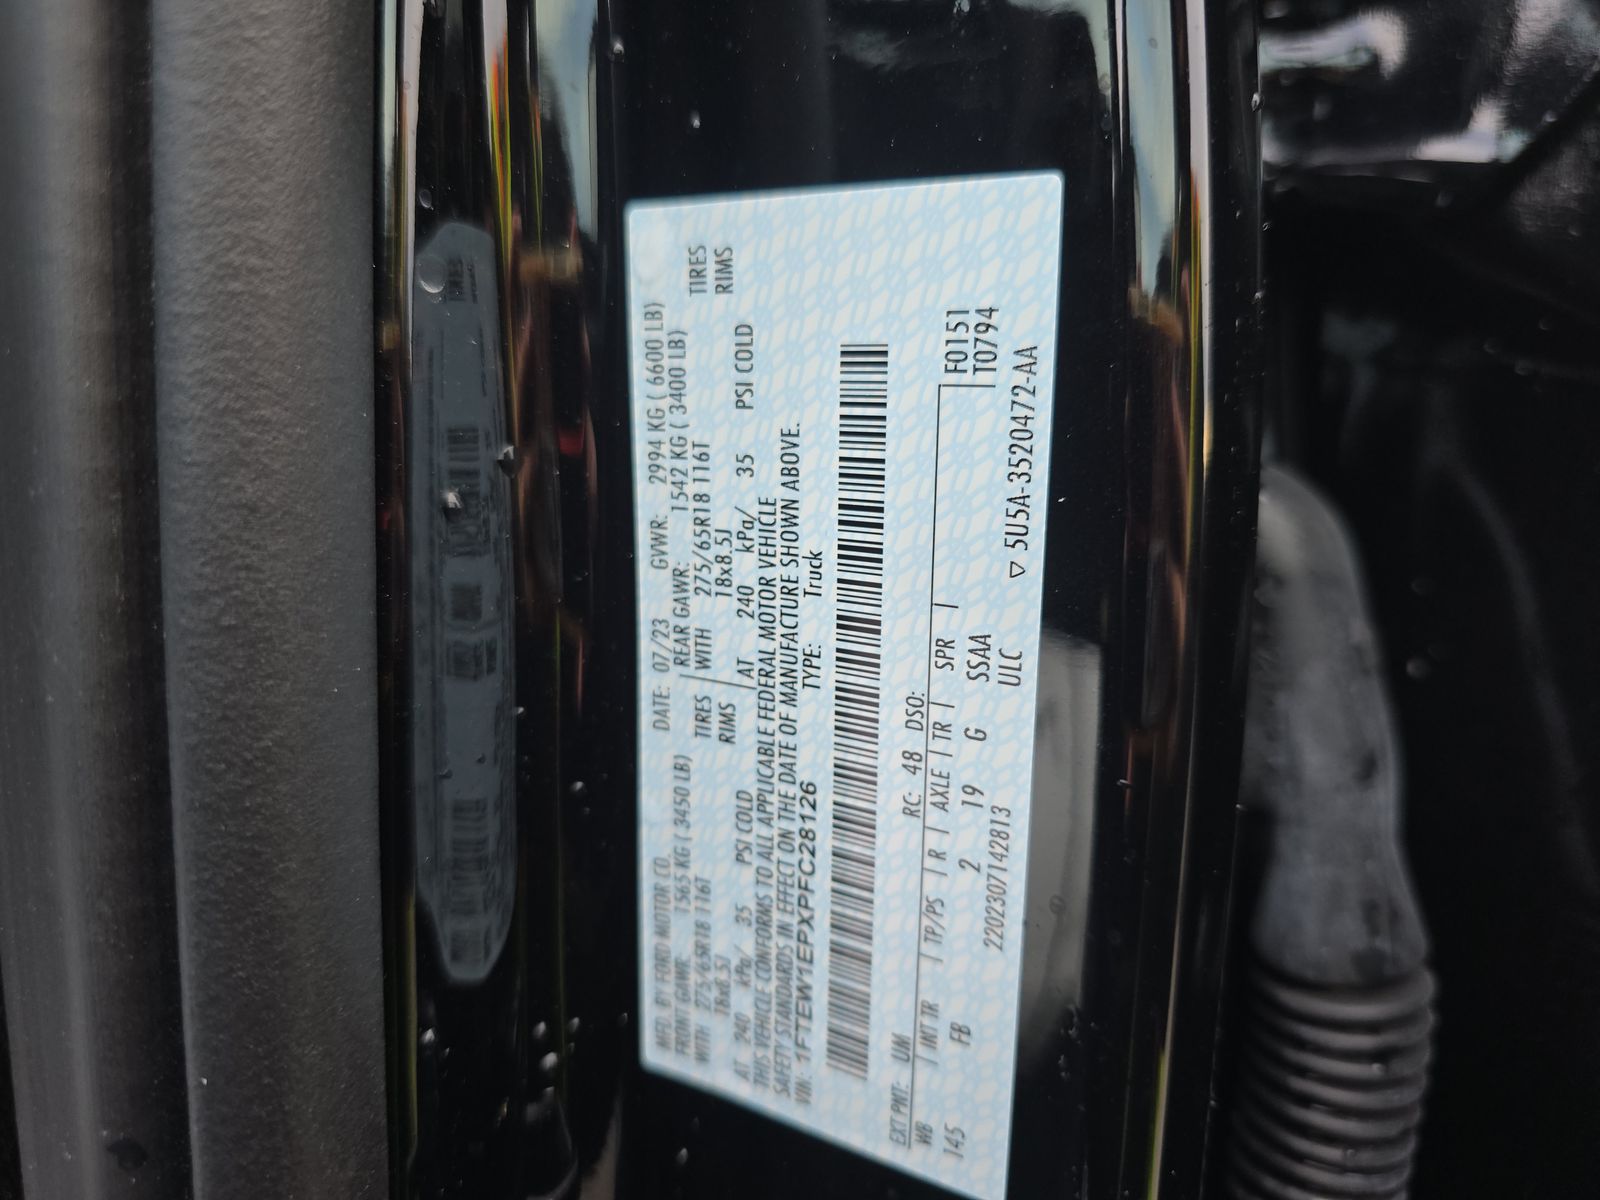 MFD. BY FORD MOTOR CO. DATE: 07/23 GVWR: 2994 KG ( 6600 LB)
FRONT GAWR: 1565 KG ( 3450 LB) REAR GAWR: 1542 KG ( 3400 LB)
WITH 275/65R18 116T TIRES WITH 275/65R18 116T TIRES
18x8.5J RIMS 18x8.5J RIMS
AT 240 kPa/ 35 PSI COLD AT 240 kPa/ 35 PSI COLD
THIS VEHICLE CONFORMS TO ALL APPLICABLE FEDERAL MOTOR VEHICLE
SAFETY STANDARDS IN EFFECT ON THE DATE OF MANUFACTURE SHOWN ABOVE.
VIN: 1FTEW1EPXPFC28126 TYPE: Truck
EXT PNT: UM RC: 48 DSO:
WB | INT TR | TP/PS | R | AXLE | TR | SPR | F0151
145 FB 2 19 G SSAA T0794
2202307142813 ULC
▽ 5U5A-3520472-AA